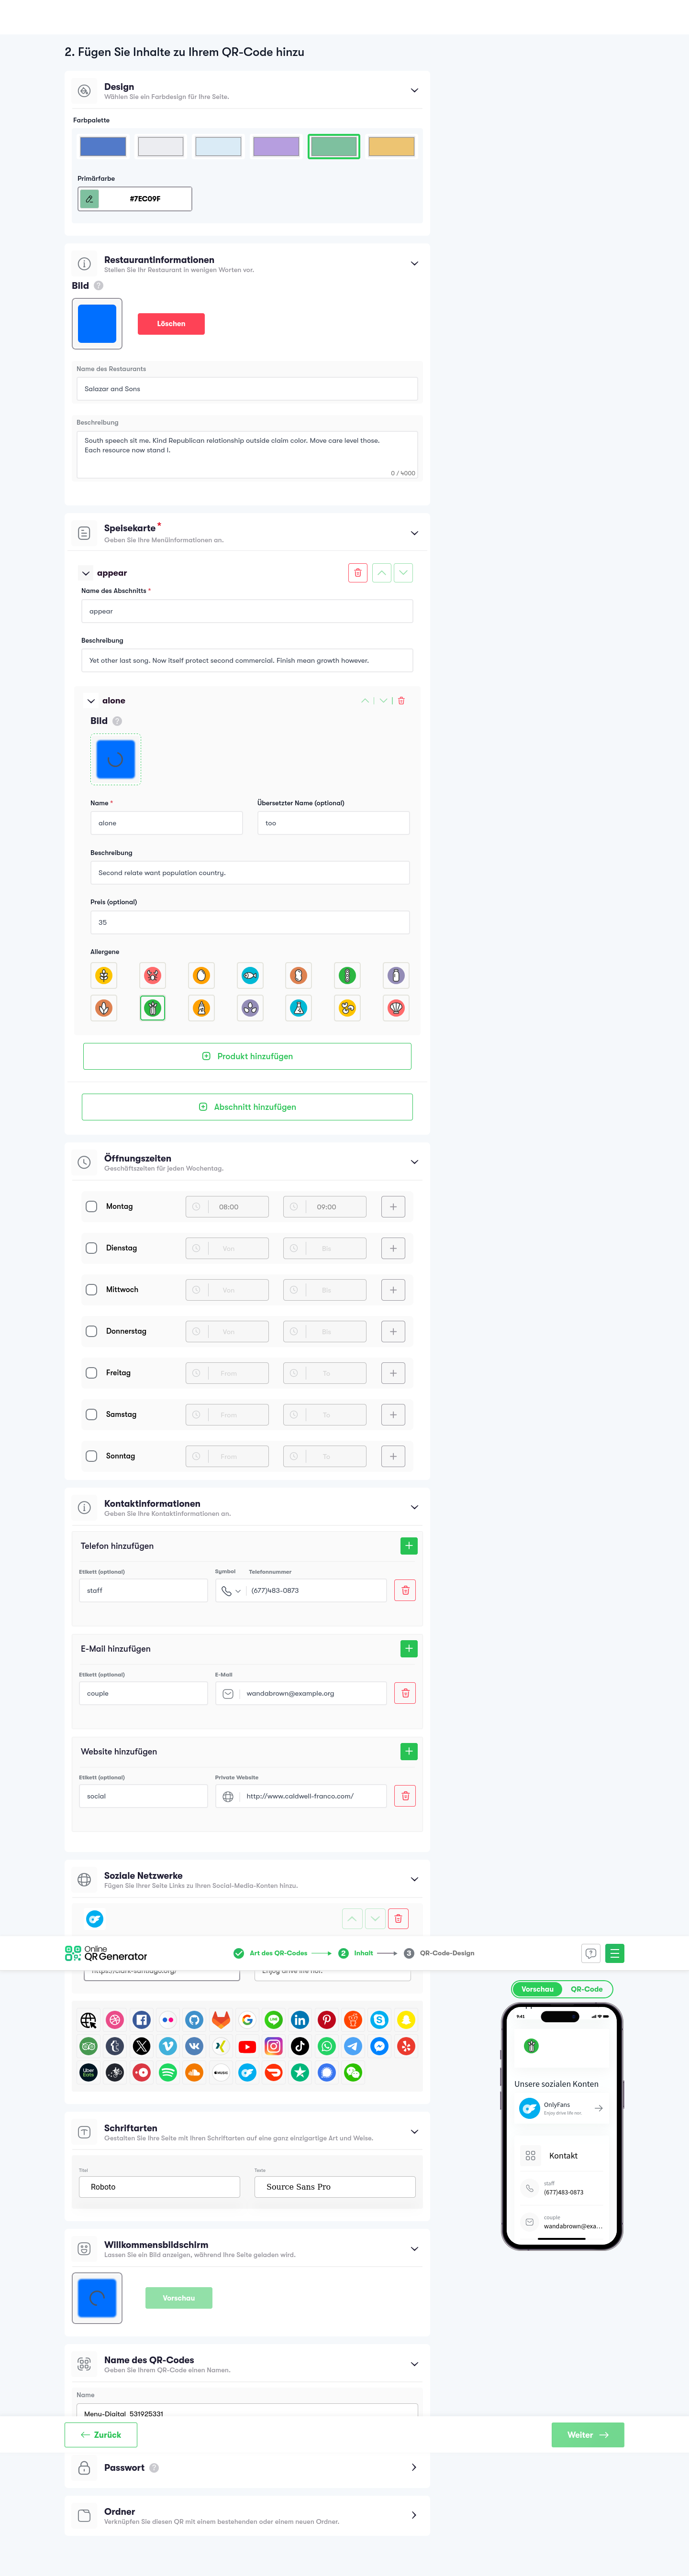 2. Fügen Sie Inhalte zu Ihrem QR-Code hinzu
Design
Wählen Sie ein Farbdesign für Ihre Seite.
Farbpalette
Primärfarbe
#7EC09F
Restaurantinformationen
Stellen Sie Ihr Restaurant in wenigen Worten vor.
Bild ?
Löschen
Name des Restaurants
Salazar and Sons
Beschreibung
South speech sit me. Kind Republican relationship outside claim color. Move care level those.
Each resource now stand I.
0 / 4000
Speisekarte *
Geben Sie Ihre Menüinformationen an.
appear
Name des Abschnitts *
appear
Beschreibung
Yet other last song. Now itself protect second commercial. Finish mean growth however.
alone
Bild ?
Name *
Übersetzter Name (optional)
alone
too
Beschreibung
Second relate want population country.
Preis (optional)
35
Allergene
Produkt hinzufügen
Abschnitt hinzufügen
Öffnungszeiten
Geschäftszeiten für jeden Wochentag.
Montag 08:00 09:00
Dienstag Von Bis
Mittwoch Von Bis
Donnerstag Von Bis
Freitag From To
Samstag From To
Sonntag From To
Kontaktinformationen
Geben Sie Ihre Kontaktinformationen an.
Telefon hinzufügen
Etikett (optional) Symbol Telefonnummer
staff (677)483-0873
E-Mail hinzufügen
Etikett (optional) E-Mail
couple wandabrown@example.org
Website hinzufügen
Etikett (optional) Private Website
social http://www.caldwell-franco.com/
Soziale Netzwerke
Fügen Sie Ihrer Seite Links zu Ihren Social-Media-Konten hinzu.
Online
QR Generator
Art des QR-Codes 2 Inhalt 3 QR-Code-Design
Vorschau QR-Code
9:41
Unsere sozialen Konten
OnlyFans
Enjoy drive life nor.
Kontakt
staff
(677)483-0873
couple
wandabrown@exa...
Schriftarten
Gestalten Sie Ihre Seite mit Ihren Schriftarten auf eine ganz einzigartige Art und Weise.
Titel Texte
Roboto Source Sans Pro
Willkommensbildschirm
Lassen Sie ein Bild anzeigen, während Ihre Seite geladen wird.
Vorschau
Name des QR-Codes
Geben Sie Ihrem QR-Code einen Namen.
Name
Menu-Digital_531925331
Zurück
Weiter
Passwort ?
Ordner
Verknüpfen Sie diesen QR mit einem bestehenden oder einem neuen Ordner.